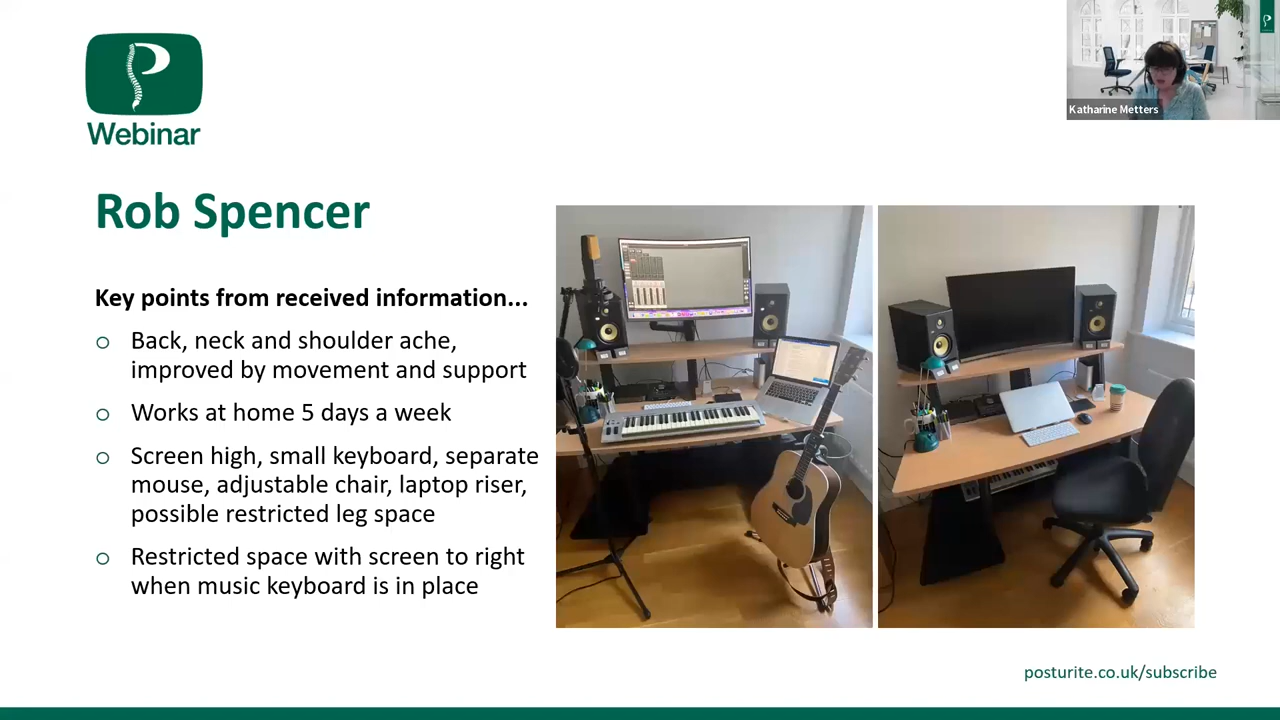 Webinar
Katharine Metters
Rob Spencer
Key points from received information...
o Back, neck and shoulder ache,
improved by movement and support
o Works at home 5 days a week
o Screen high, small keyboard, separate
mouse, adjustable chair, laptop riser,
possible restricted leg space
o Restricted space with screen to right
when music keyboard is in place
posturite.co.uk/subscribe